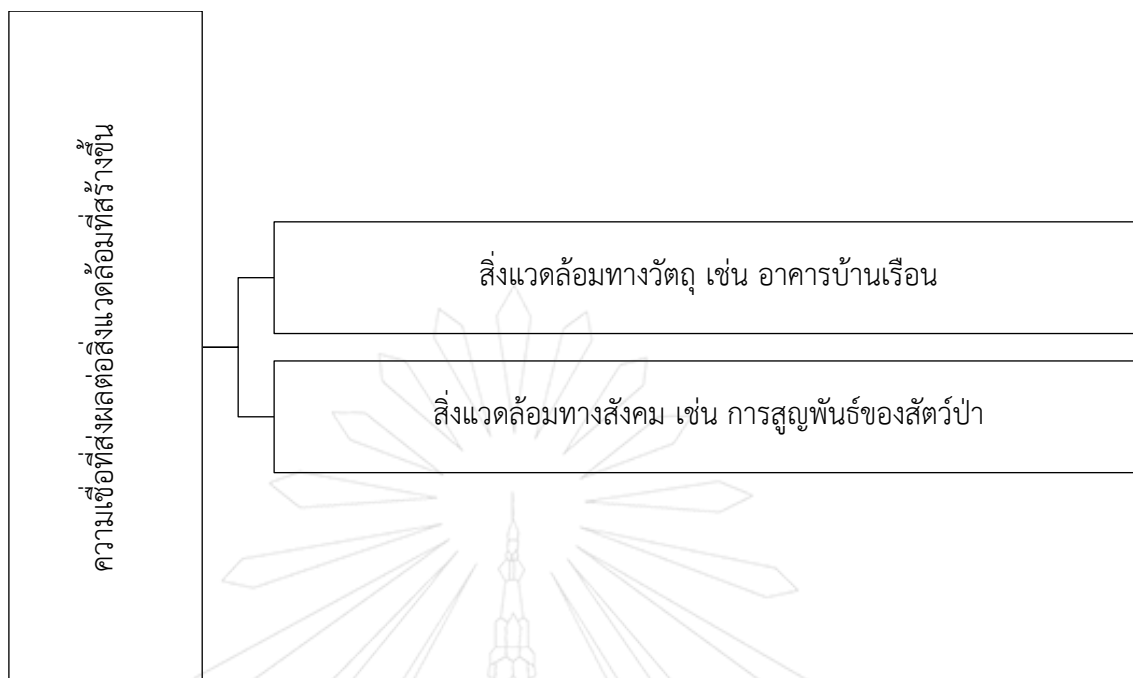 ความเชื่อที่ส่งผลต่อสิ่งแวดล้อมที่สร้างขึ้น
สิ่งแวดล้อมทางวัตถุ เช่น อาคารบ้านเรือน
สิ่งแวดล้อมทางสังคม เช่น การสูญพันธ์ของสัตว์ป่า